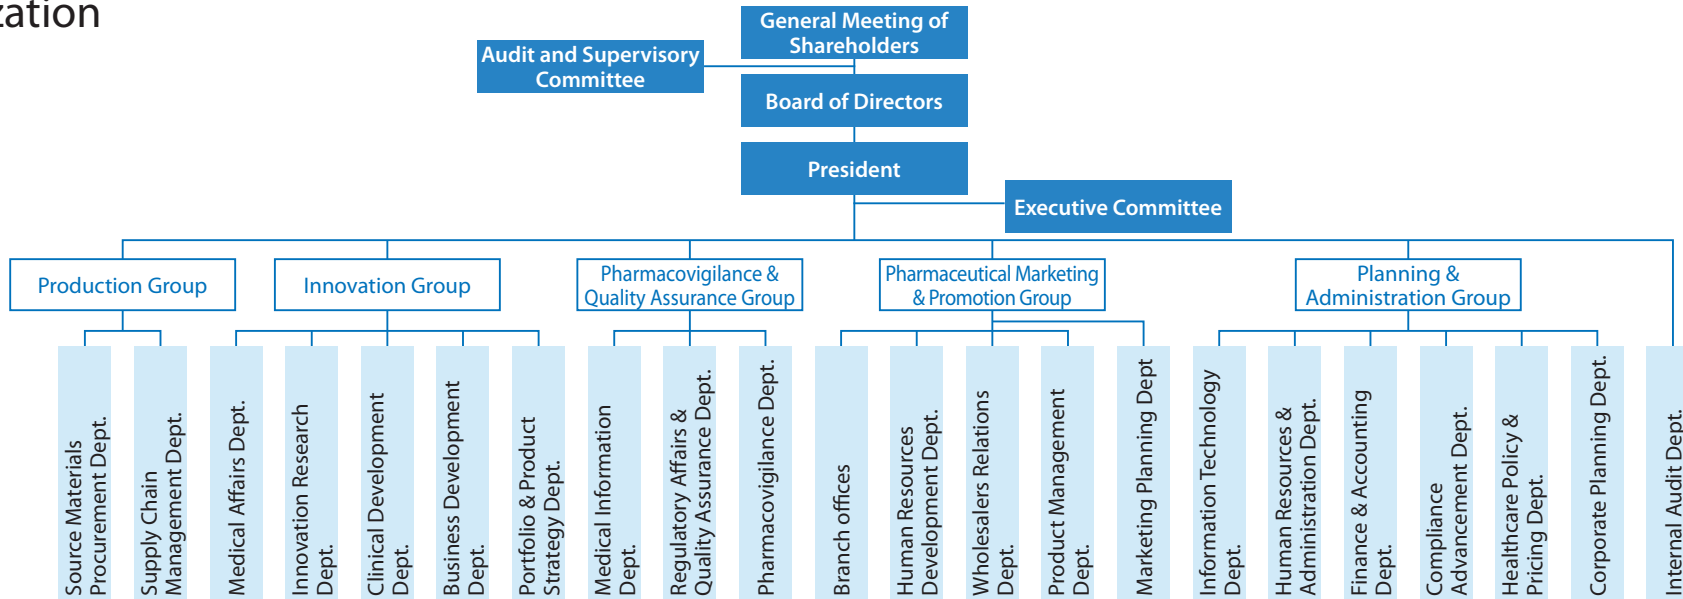 zation
General Meeting of
Shareholders
Audit and Supervisory
Committee
Board of Directors
President
Executive Committee
Production Group
Innovation Group
Pharmacovigilance &
Quality Assurance Group
Pharmaceutical Marketing
& Promotion Group
Planning &
Administration Group
Source Materials
Procurement Dept.
Supply Chain
Management Dept.
Medical Affairs Dept.
Innovation Research
Dept.
Clinical Development
Dept.
Business Development
Dept.
Portfolio & Product
Strategy Dept.
Medical Information
Dept.
Regulatory Affairs &
Quality Assurance Dept.
Pharmacovigilance Dept.
Branch offices
Human Resources
Development Dept.
Wholesalers Relations
Dept.
Product Management
Dept.
Marketing Planning Dept
Information Technology
Dept.
Human Resources &
Administration Dept.
Finance & Accounting
Dept.
Compliance
Advancement Dept.
Healthcare Policy &
Pricing Dept.
Corporate Planning Dept.
Internal Audit Dept.